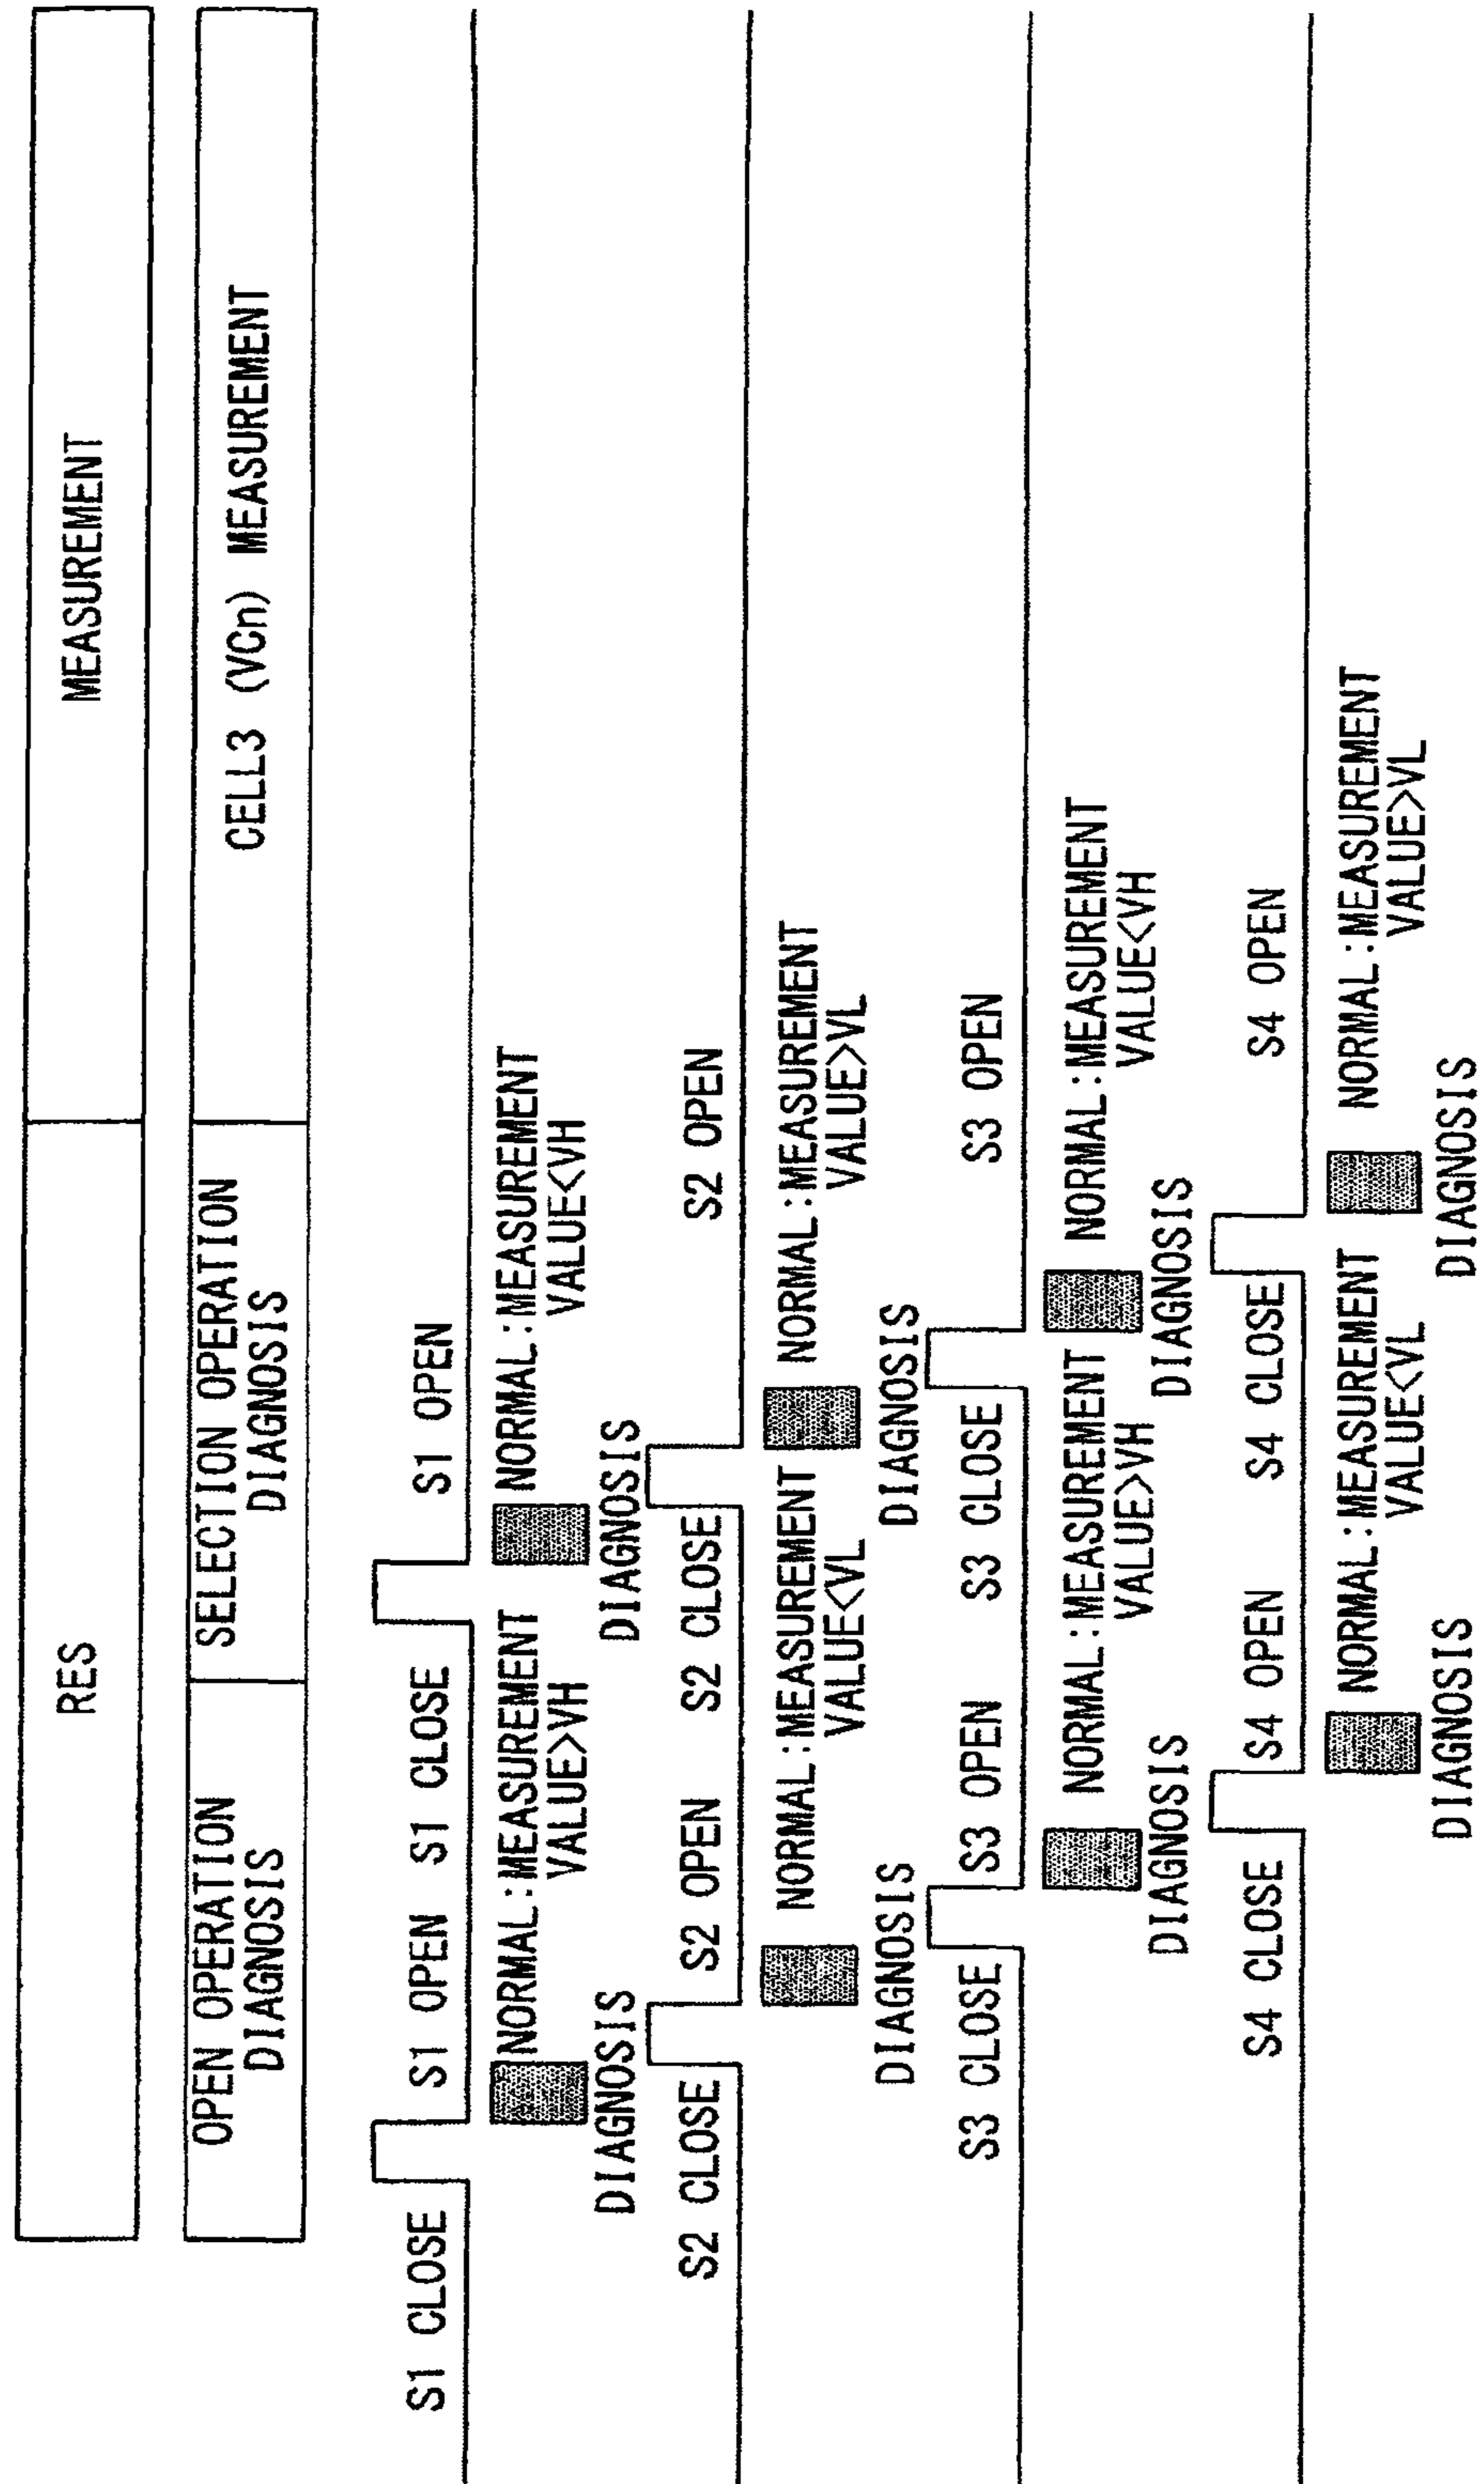 RES
MEASUREMENT
OPEN OPERATION
DIAGNOSIS
SELECTION OPERATION
DIAGNOSIS
CELL3 (VCn) MEASUREMENT
S1 CLOSE
S1 OPEN
S1 CLOSE
S1 OPEN
NORMAL:MEASUREMENT
VALUE>VH
NORMAL:MEASUREMENT
VALUE<VH
DIAGNOSIS
DIAGNOSIS
S2 CLOSE
S2 OPEN
S2 CLOSE
S2 OPEN
NORMAL:MEASUREMENT
VALUE<VL
NORMAL:MEASUREMENT
VALUE>VL
DIAGNOSIS
DIAGNOSIS
S3 CLOSE
S3 OPEN
S3 CLOSE
S3 OPEN
NORMAL:MEASUREMENT
VALUE>VH
NORMAL:MEASUREMENT
VALUE<VH
DIAGNOSIS
DIAGNOSIS
S4 CLOSE
S4 OPEN
S4 CLOSE
S4 OPEN
NORMAL:MEASUREMENT
VALUE<VL
NORMAL:MEASUREMENT
VALUE>VL
DIAGNOSIS
DIAGNOSIS